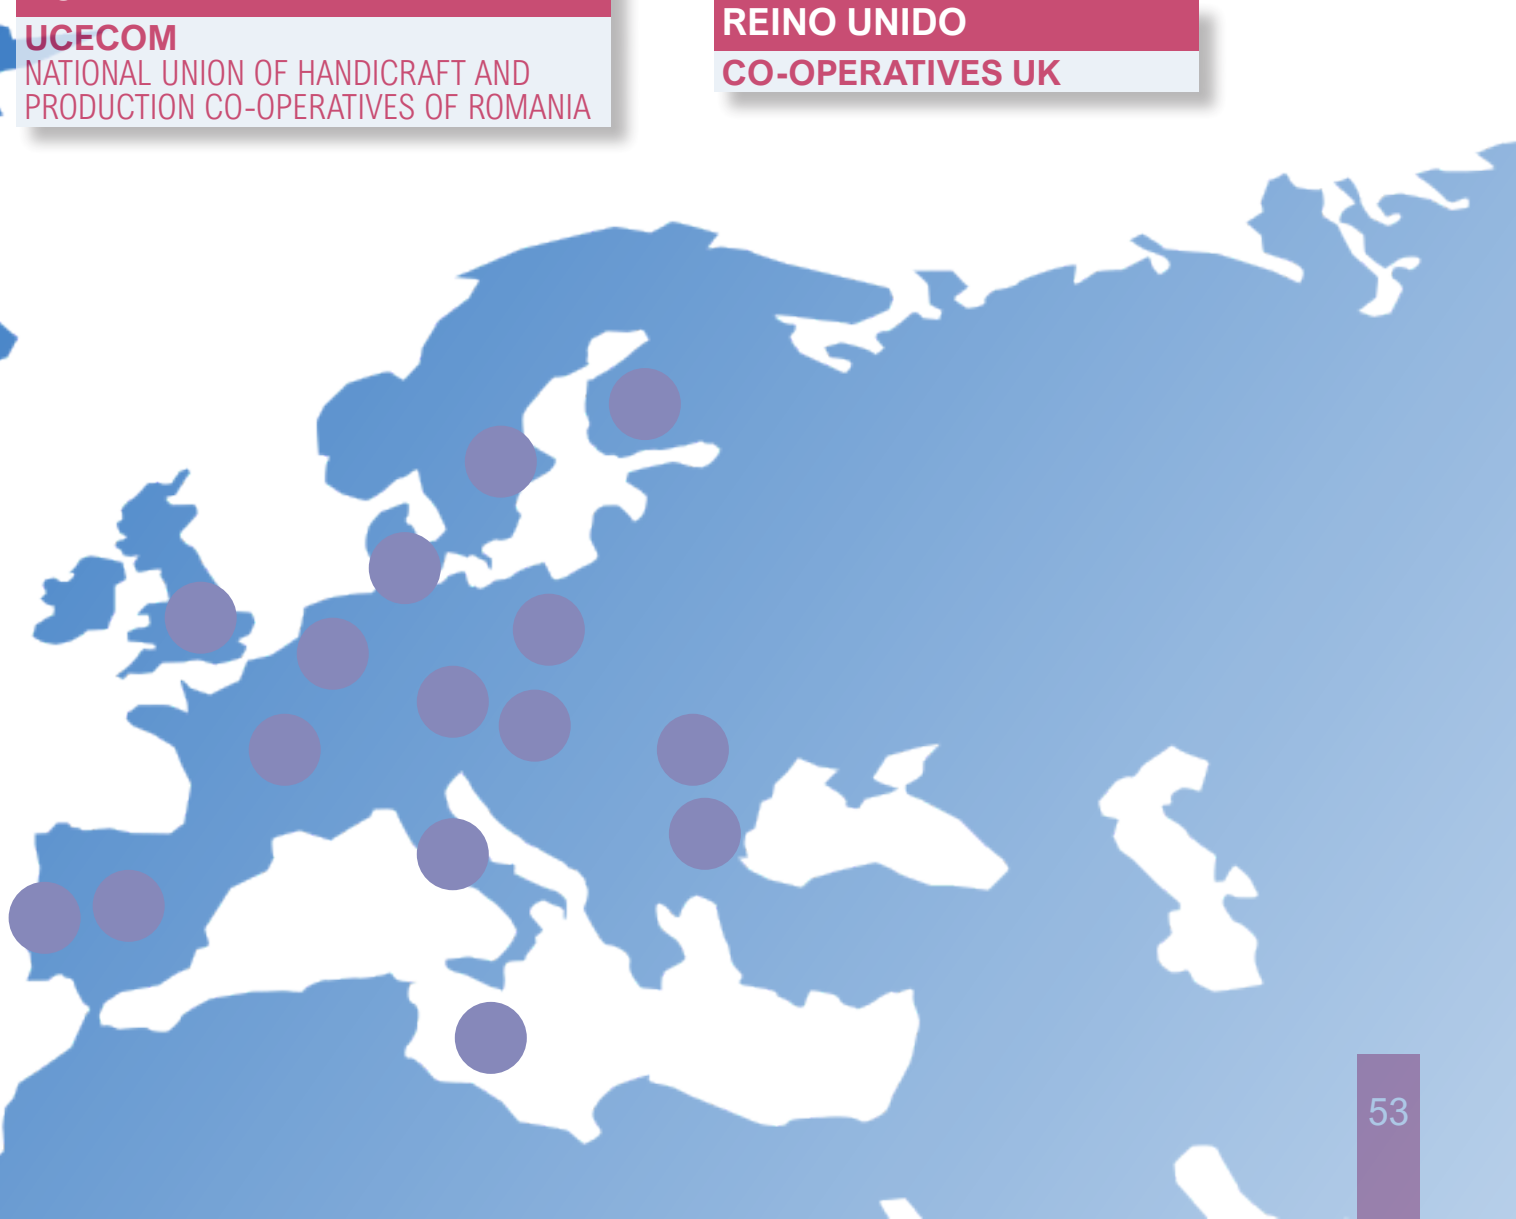 UCECOM
NATIONAL UNION OF HANDICRAFT AND
PRODUCTION CO-OPERATIVES OF ROMANIA
REINO UNIDO
CO-OPERATIVES UK
53